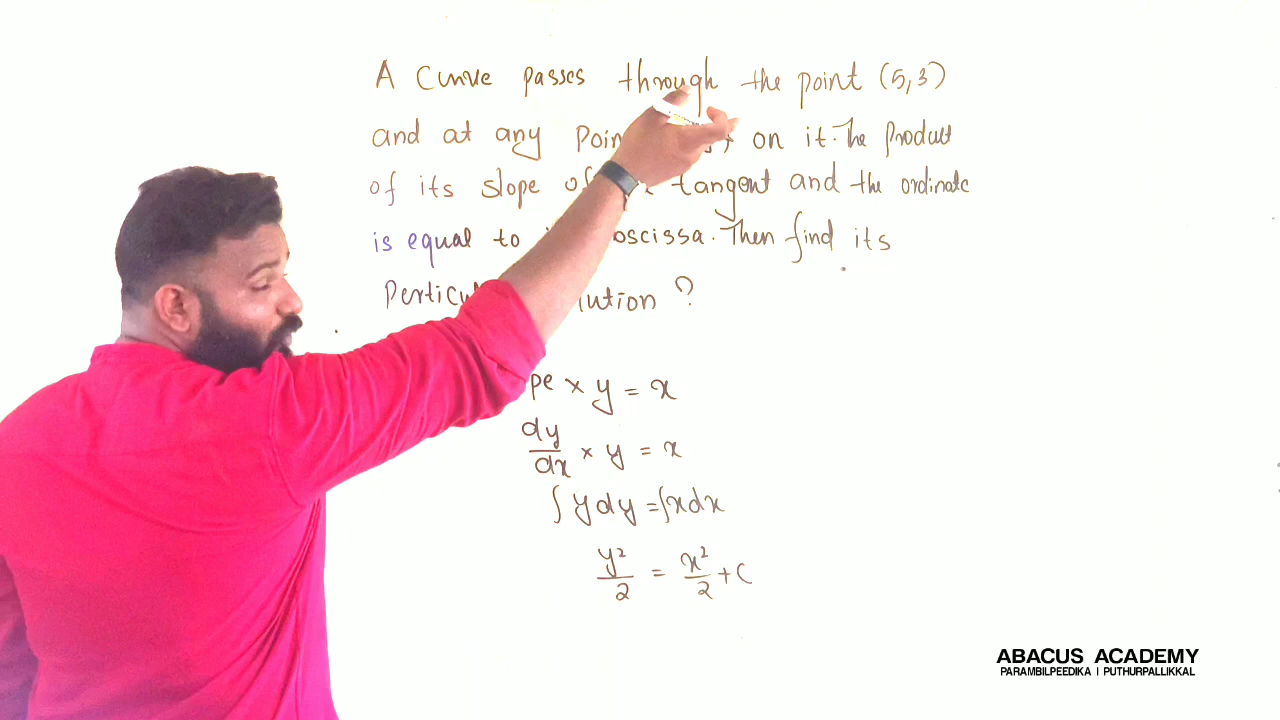 A Curve passes through the point (5,3)
and at any Poin on it. The Product
of its slope of tangent and the ordinate
is equal to oscissa. Then find its
Perticu lution ?
pe × y = x
dy/dx × y = x
∫ y dy = ∫ x dx
y²/2 = x²/2 + C
ABACUS ACADEMY
PARAMBILPEEDIKA I PUTHURPALLIKKAL